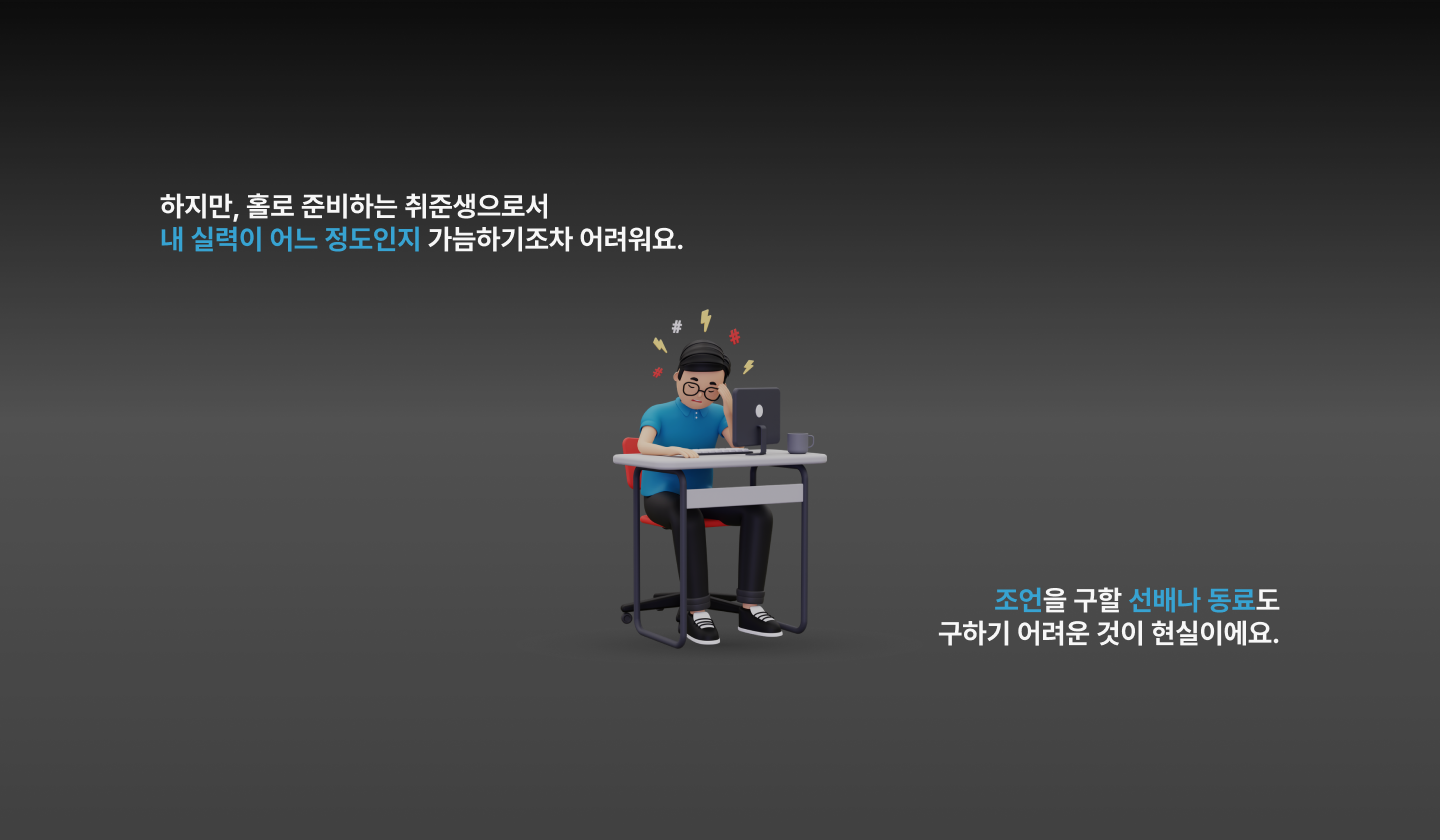 하지만, 홀로 준비하는 취준생으로서
내 실력이 어느 정도인지 가늠하기조차 어려워요.
# #
#
조언을 구할 선배나 동료도
구하기 어려운 것이 현실이에요.